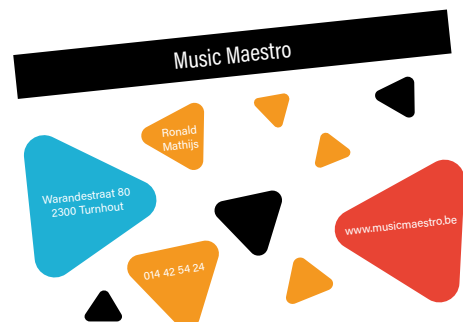 Music Maestro
Ronald
Mathijs
Warandestraat 80
2300 Turnhout
www.musicmaestro.be
014 42 54 24